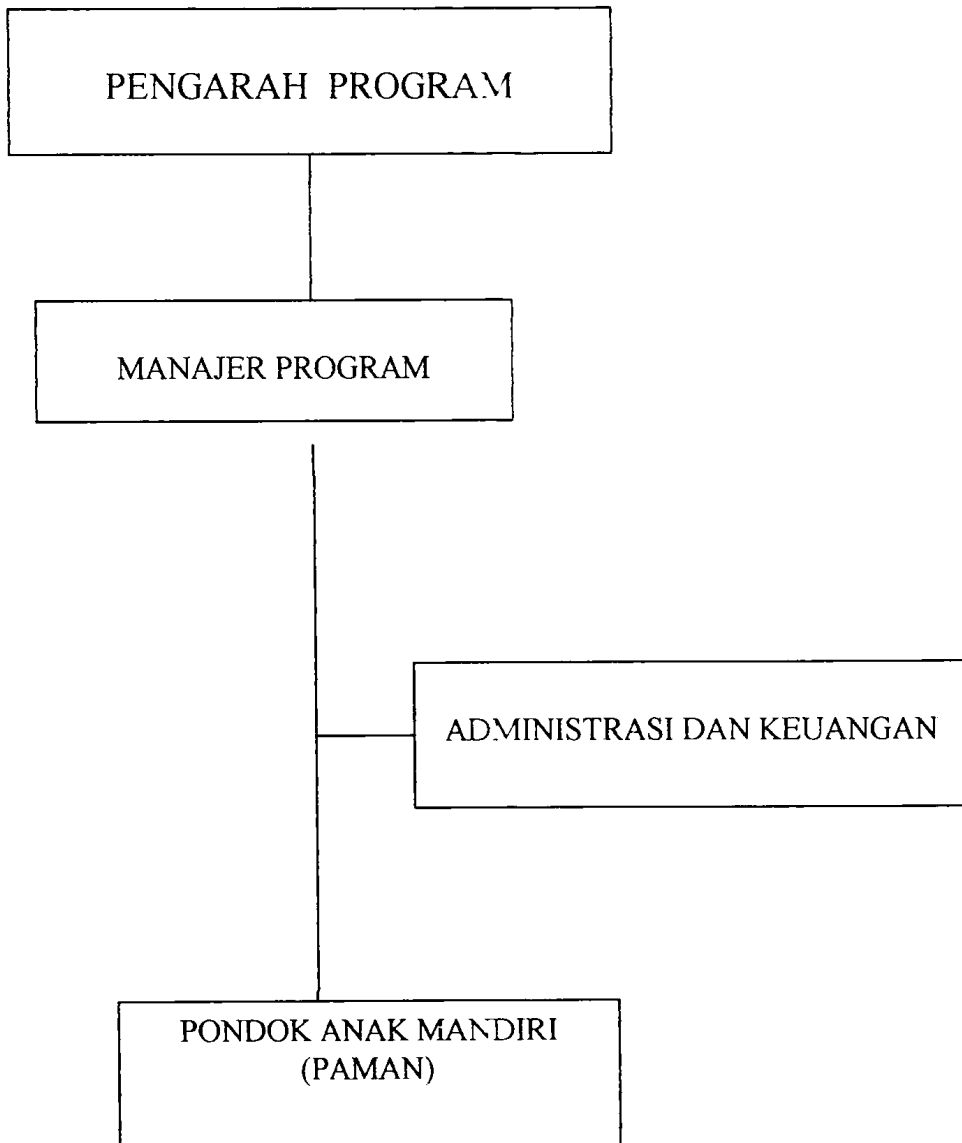 PENGARAH PROGRAM
MANAJER PROGRAM
ADMINISTRASI DAN KEUANGAN
PONDOK ANAK MANDIRI
(PAMAN)